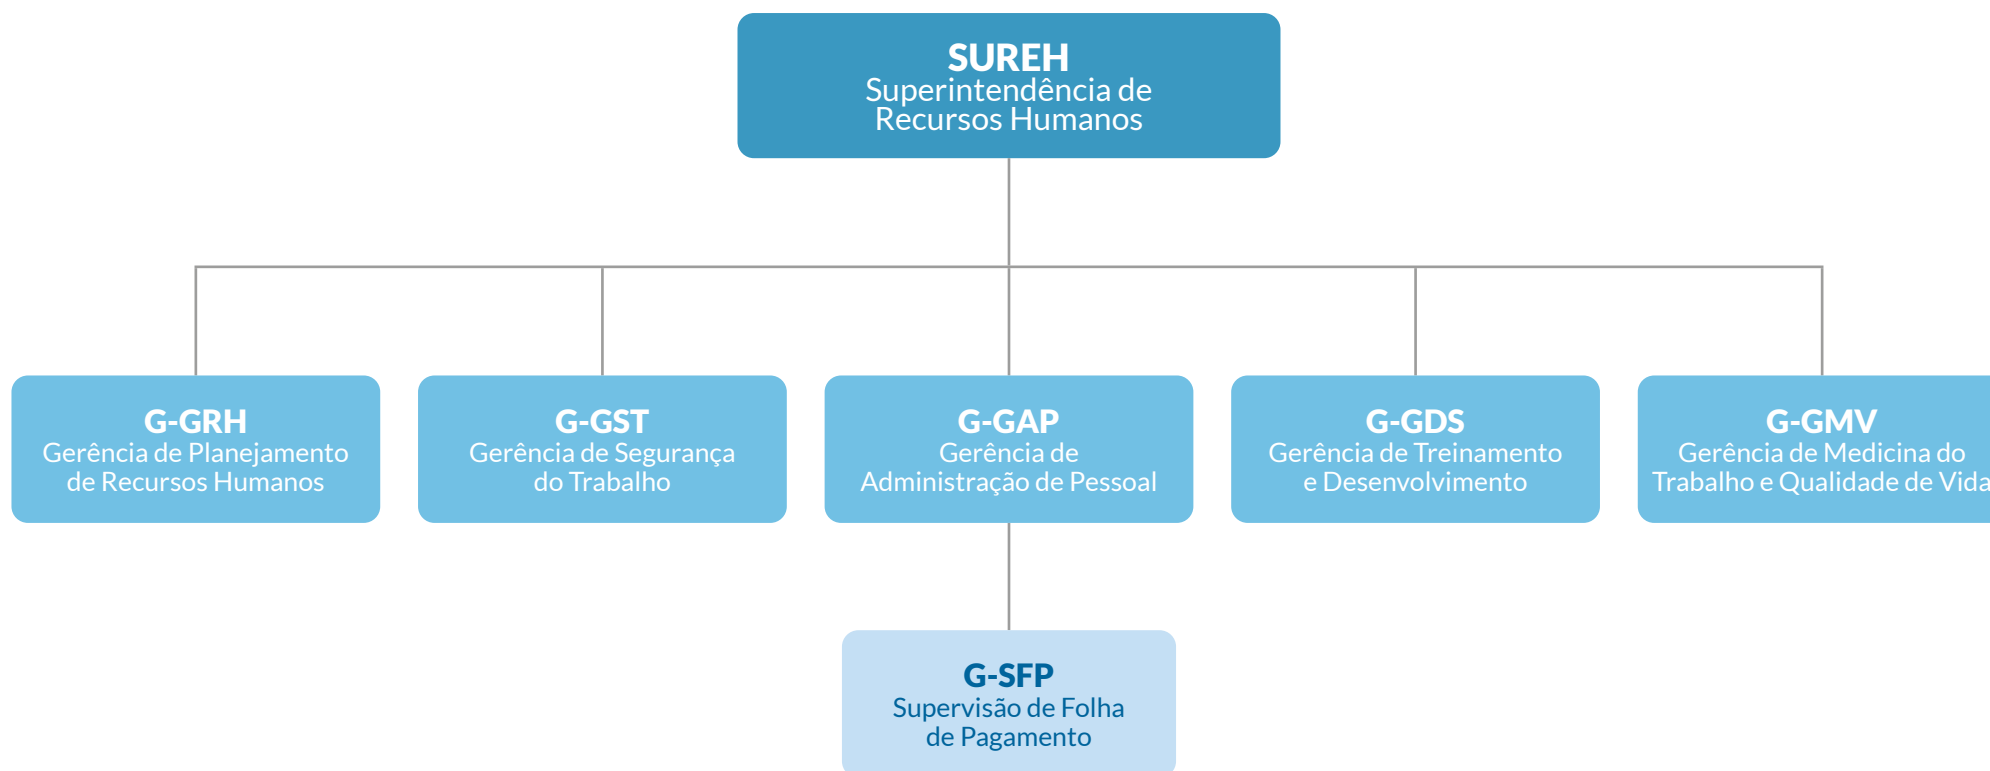 SUREH
Superintendência de
Recursos Humanos
G-GRH
Gerência de Planejamento
de Recursos Humanos
G-GST
Gerência de Segurança
do Trabalho
G-GAP
Gerência de
Administração de Pessoal
G-GDS
Gerência de Treinamento
e Desenvolvimento
G-GMV
Gerência de Medicina do
Trabalho e Qualidade de Vida
G-SFP
Supervisão de Folha
de Pagamento